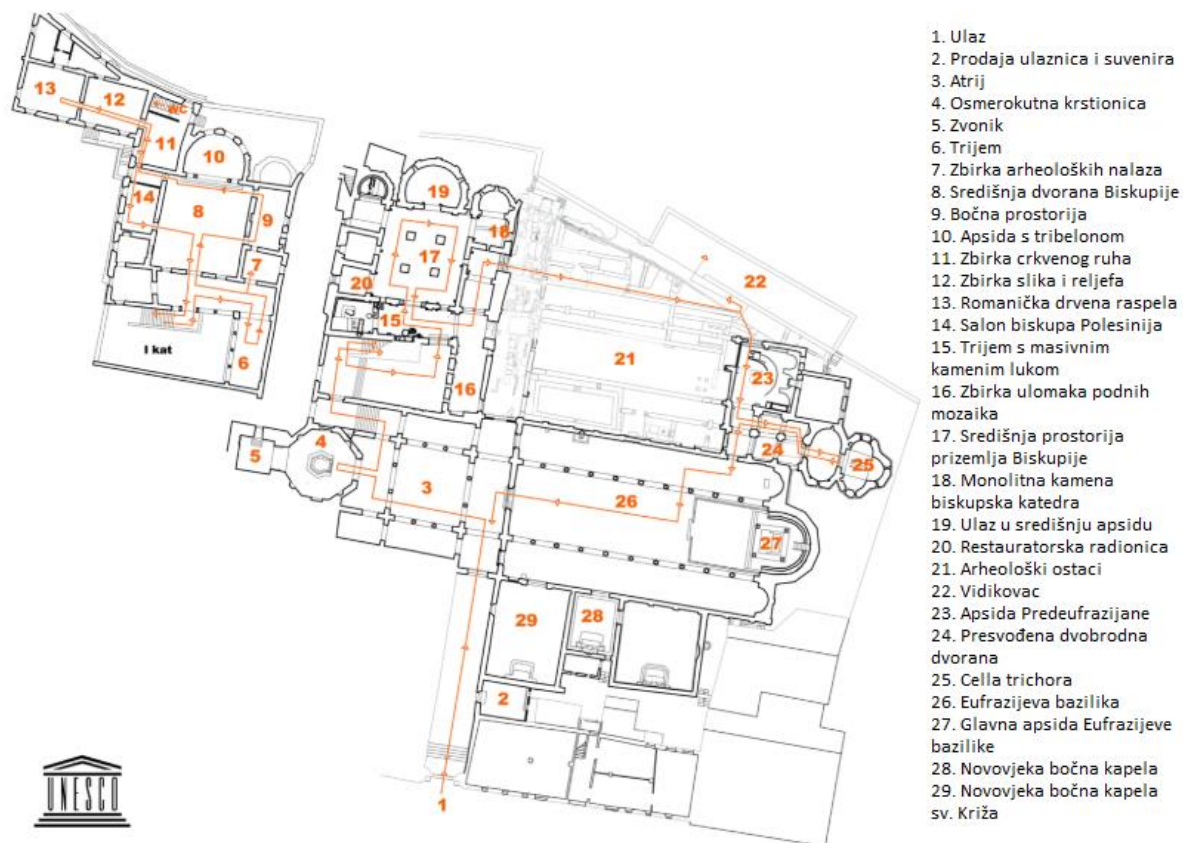 13
12
WC
11
10
14
8
9
7
I kat
6
19
18
17
20
15
16
22
21
23
24
25
4
5
3
26
27
29
28
2
1
UNESCO
1. Ulaz
2. Prodaja ulaznica i suvenira
3. Atrij
4. Osmerokutna krstionica
5. Zvonik
6. Trijem
7. Zbirka arheoloških nalaza
8. Središnja dvorana Biskupije
9. Bočna prostorija
10. Apsida s tribelonom
11. Zbirka crkvenog ruha
12. Zbirka slika i reljefa
13. Romanička drvena raspela
14. Salon biskupa Polesinija
15. Trijem s masivnim
kamenim lukom
16. Zbirka ulomaka podnih
mozaika
17. Središnja prostorija
prizemlja Biskupije
18. Monolitna kamena
biskupska katedra
19. Ulaz u središnju apsidu
20. Restauratorska radionica
21. Arheološki ostaci
22. Vidikovac
23. Apsida Predeufrazijane
24. Presvođena dvobrodna
dvorana
25. Cella trichora
26. Eufrazijeva bazilika
27. Glavna apsida Eufrazijeve
bazilike
28. Novovjeka bočna kapela
29. Novovjeka bočna kapela
sv. Križa